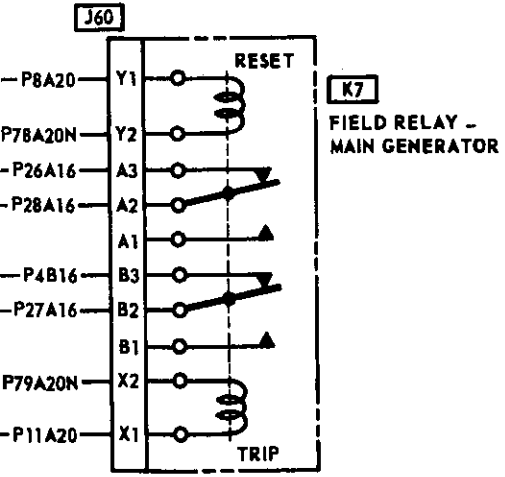 J60
RESET
P8A20 Y1
K7
FIELD RELAY -
MAIN GENERATOR
P78A20N Y2
P26A16 A3
P28A16 A2
A1
P4B16 B3
P27A16 B2
B1
P79A20N X2
P11A20 X1
TRIP